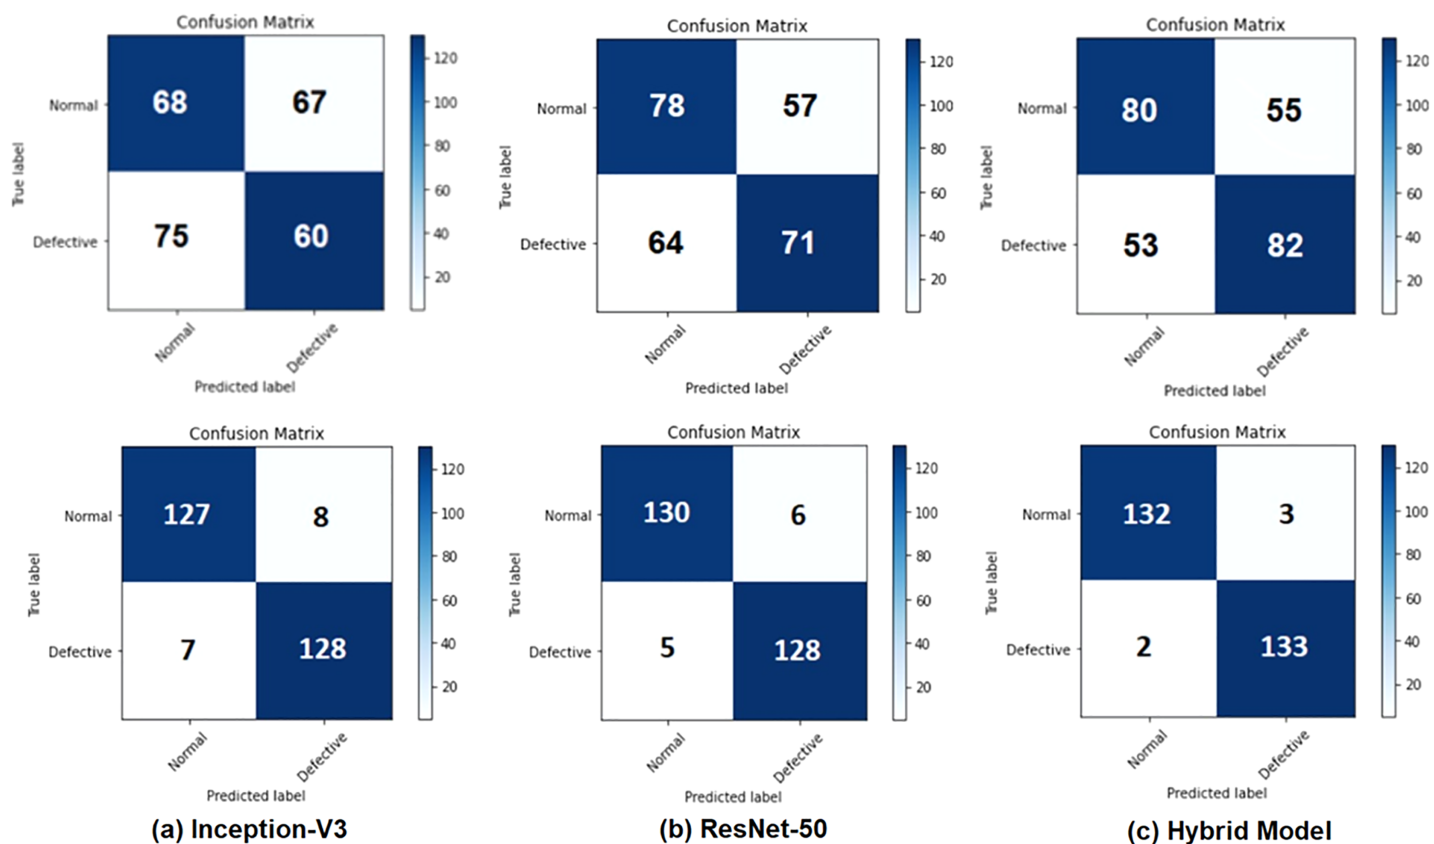 Confusion Matrix
True label
Normal
68
67
Defective
75
60
Normal
Defective
Predicted label
120
100
80
60
40
20
Confusion Matrix
True label
Normal
78
57
Defective
64
71
Normal
Defective
Predicted label
120
100
80
60
40
20
Confusion Matrix
True label
Normal
80
55
Defective
53
82
Normal
Defective
Predicted label
120
100
80
60
40
20
Confusion Matrix
True label
Normal
127
8
Defective
7
128
Normal
Defective
Predicted label
120
100
80
60
40
20
(a) Inception-V3
Confusion Matrix
True label
Normal
130
6
Defective
5
128
Normal
Defective
Predicted label
120
100
80
60
40
20
(b) ResNet-50
Confusion Matrix
True label
Normal
132
3
Defective
2
133
Normal
Defective
Predicted label
120
100
80
60
40
20
(c) Hybrid Model